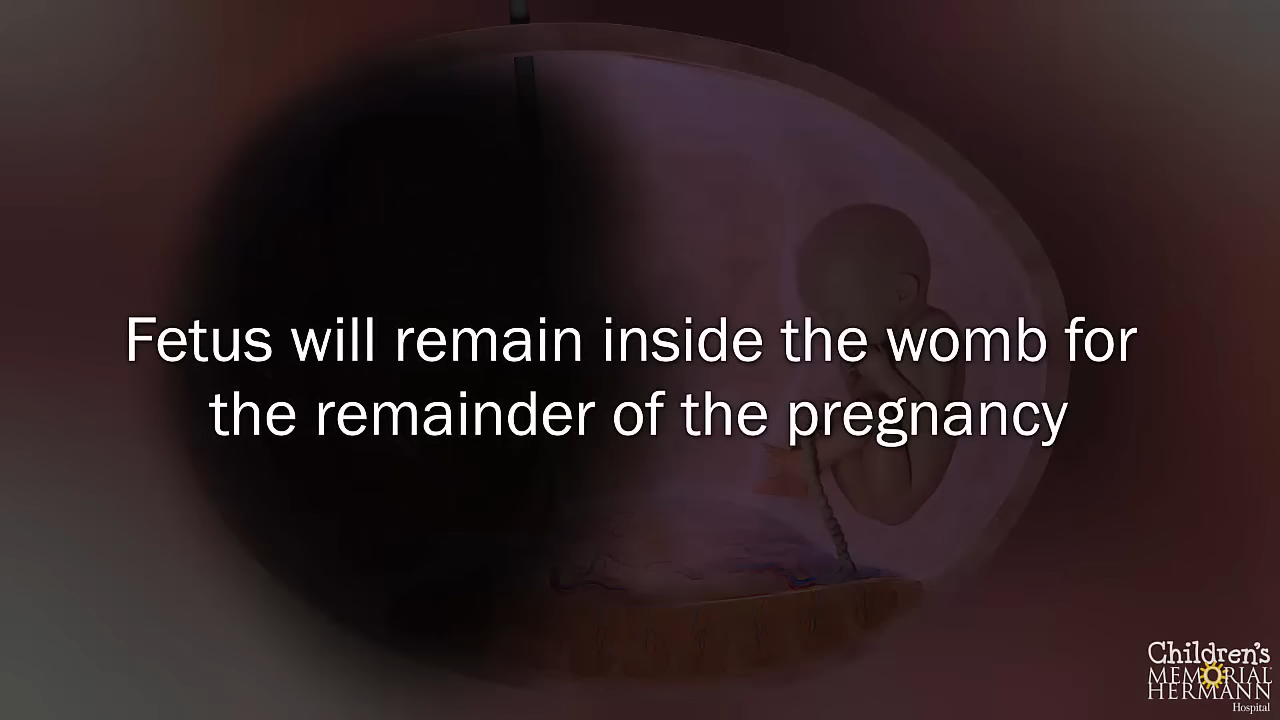 Fetus will remain inside the womb for
the remainder of the pregnancy
Children's
MEMORIAL
HERMANN
Hospital